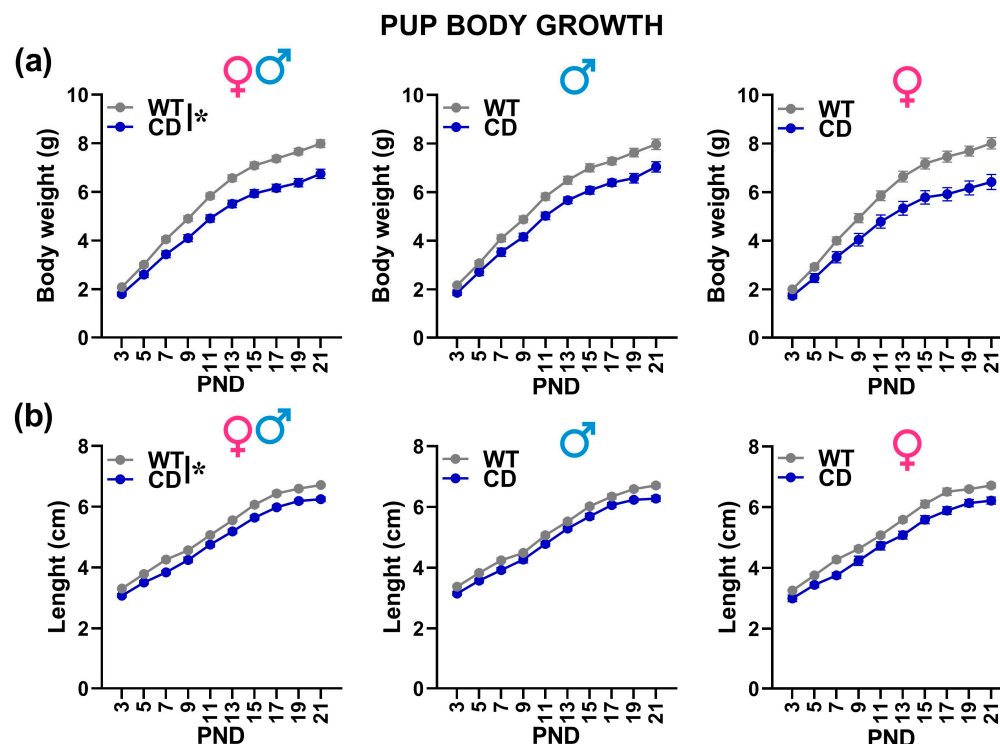 PUP BODY GROWTH
(a)
♀♂
WT
CD
*
Body weight (g)
10
8
6
4
2
0
3 5 7 9 11 13 15 17 19 21
PND
♂
WT
CD
Body weight (g)
10
8
6
4
2
0
3 5 7 9 11 13 15 17 19 21
PND
♀
WT
CD
Body weight (g)
10
8
6
4
2
0
3 5 7 9 11 13 15 17 19 21
PND
(b)
♀♂
WT
CD
*
Lenght (cm)
8
6
4
2
0
3 5 7 9 11 13 15 17 19 21
PND
♂
WT
CD
Lenght (cm)
8
6
4
2
0
3 5 7 9 11 13 15 17 19 21
PND
♀
WT
CD
Lenght (cm)
8
6
4
2
0
3 5 7 9 11 13 15 17 19 21
PND